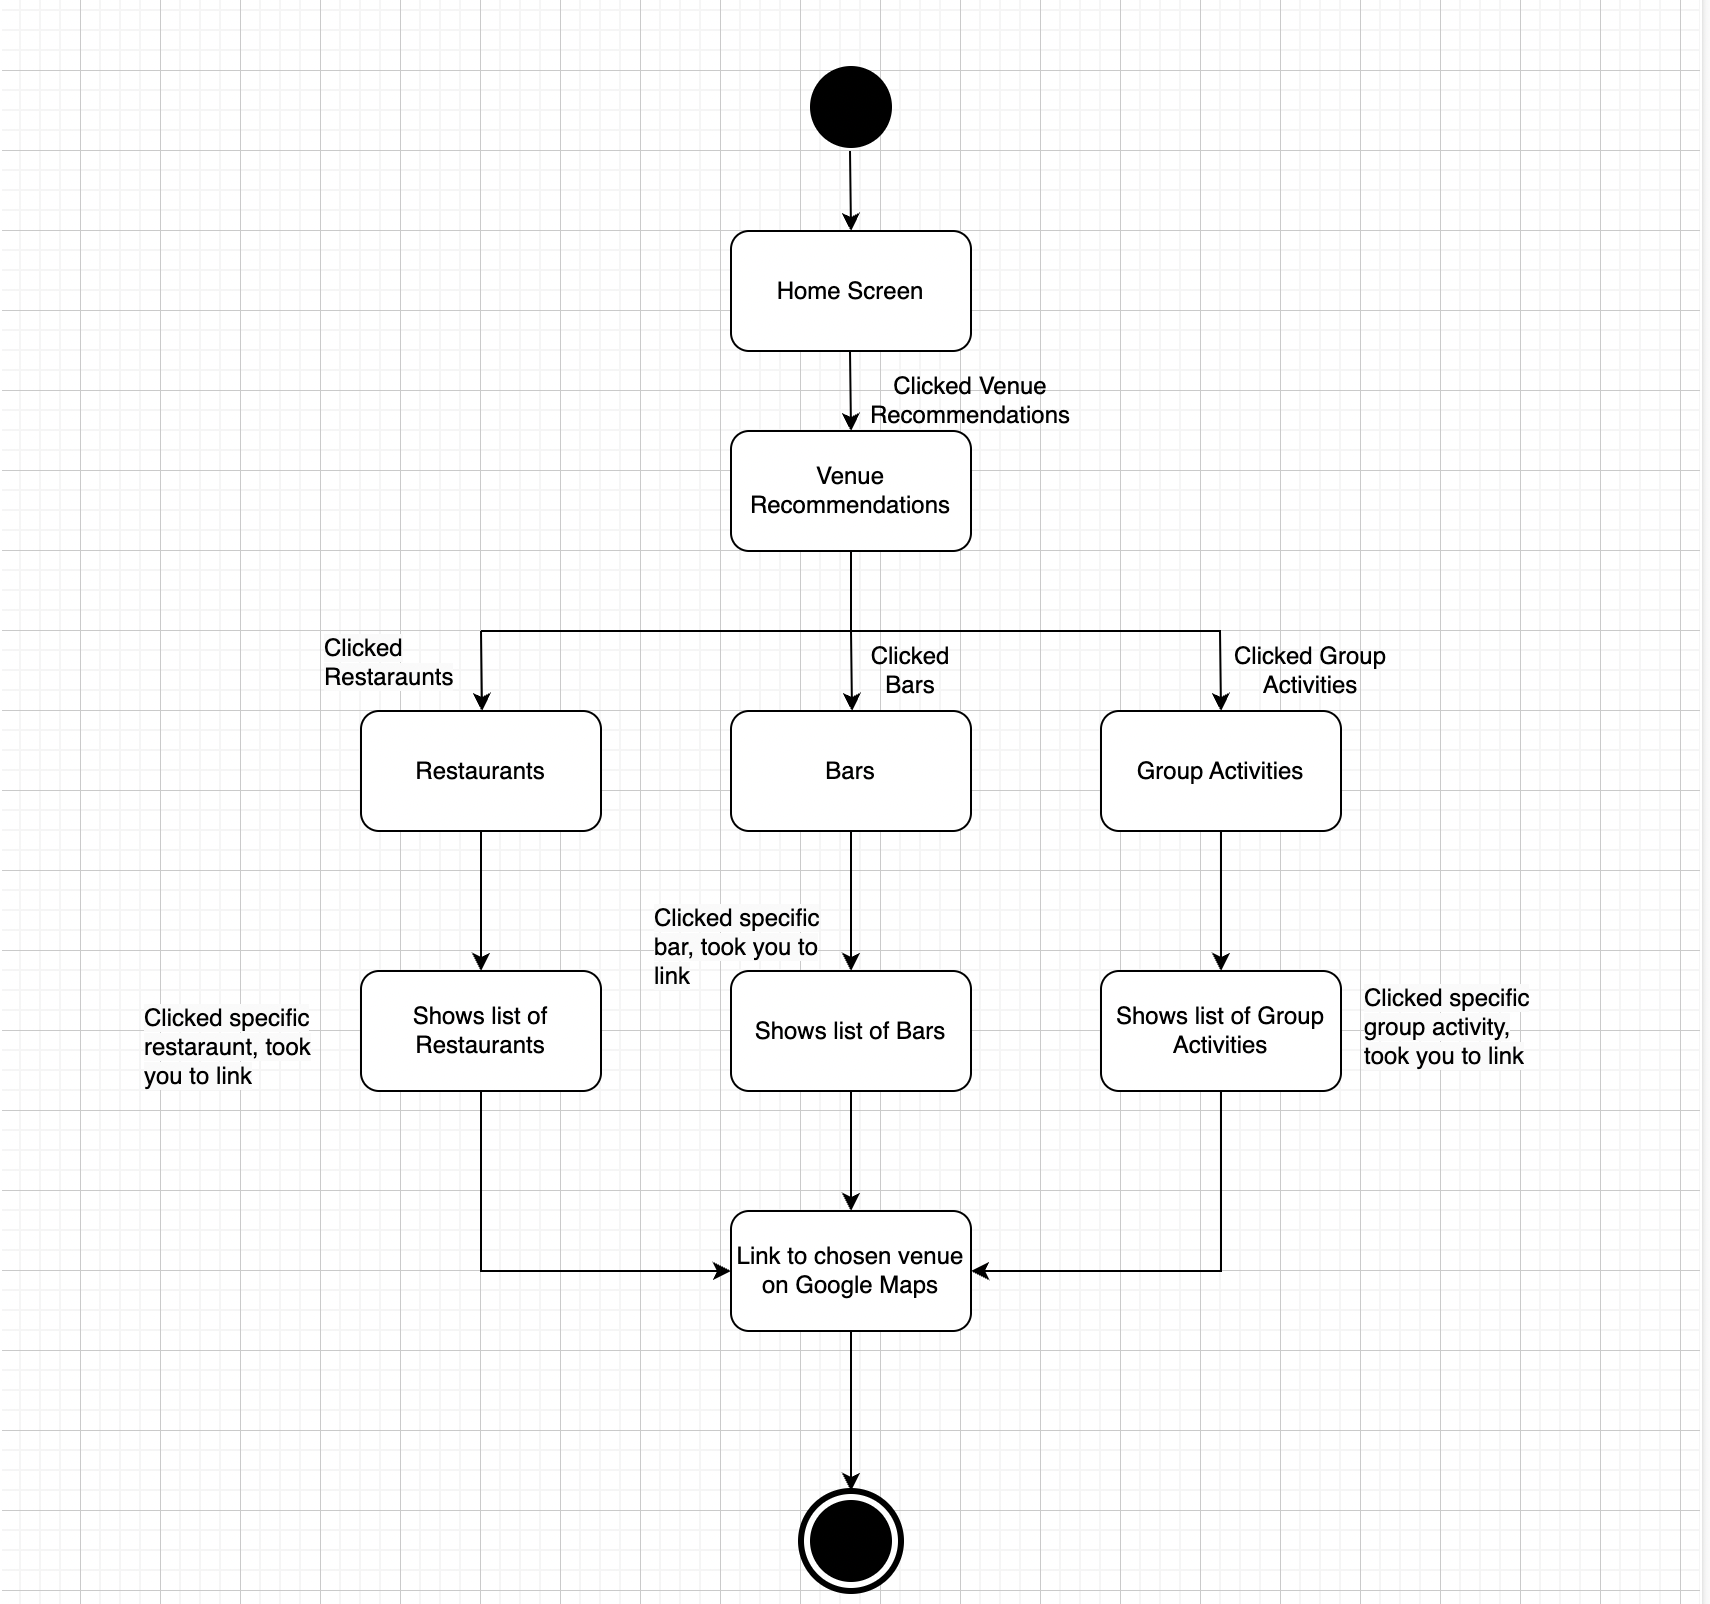 Home Screen
Clicked Venue
Recommendations
Venue
Recommendations
Clicked
Restaraunts
Clicked
Bars
Clicked Group
Activities
Restaurants
Bars
Group Activities
Clicked specific
bar, took you to
link
Clicked specific
restaraunt, took
you to link
Shows list of
Restaurants
Shows list of Bars
Shows list of Group
Activities
Clicked specific
group activity,
took you to link
Link to chosen venue
on Google Maps